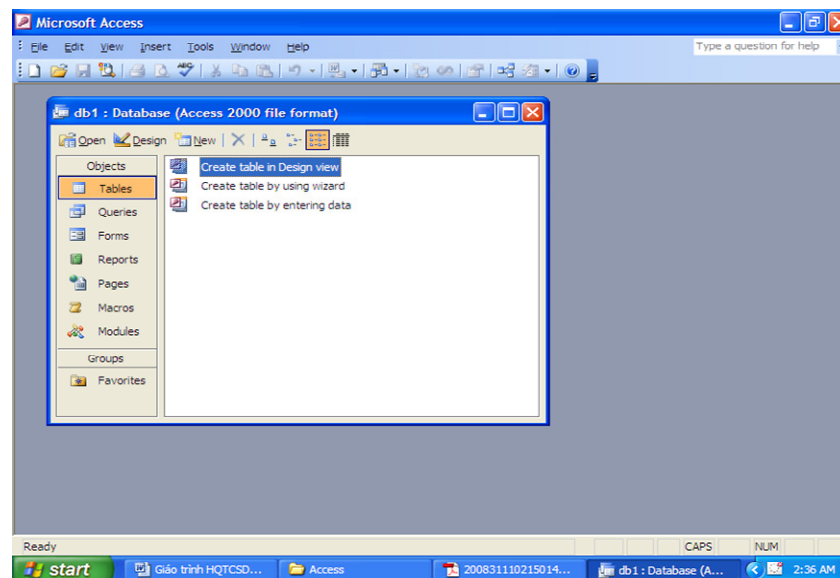 Microsoft Access
File Edit View Insert Tools Window Help
Type a question for help
db1 : Database (Access 2000 file format)
Open Design New
Objects
Tables
Queries
Forms
Reports
Pages
Macros
Modules
Groups
Favorites
Create table in Design view
Create table by using wizard
Create table by entering data
Ready
CAPS NUM
start
Giáo trình HQTCSD...
Access
200831110215014...
db1 : Database (A...
2:36 AM